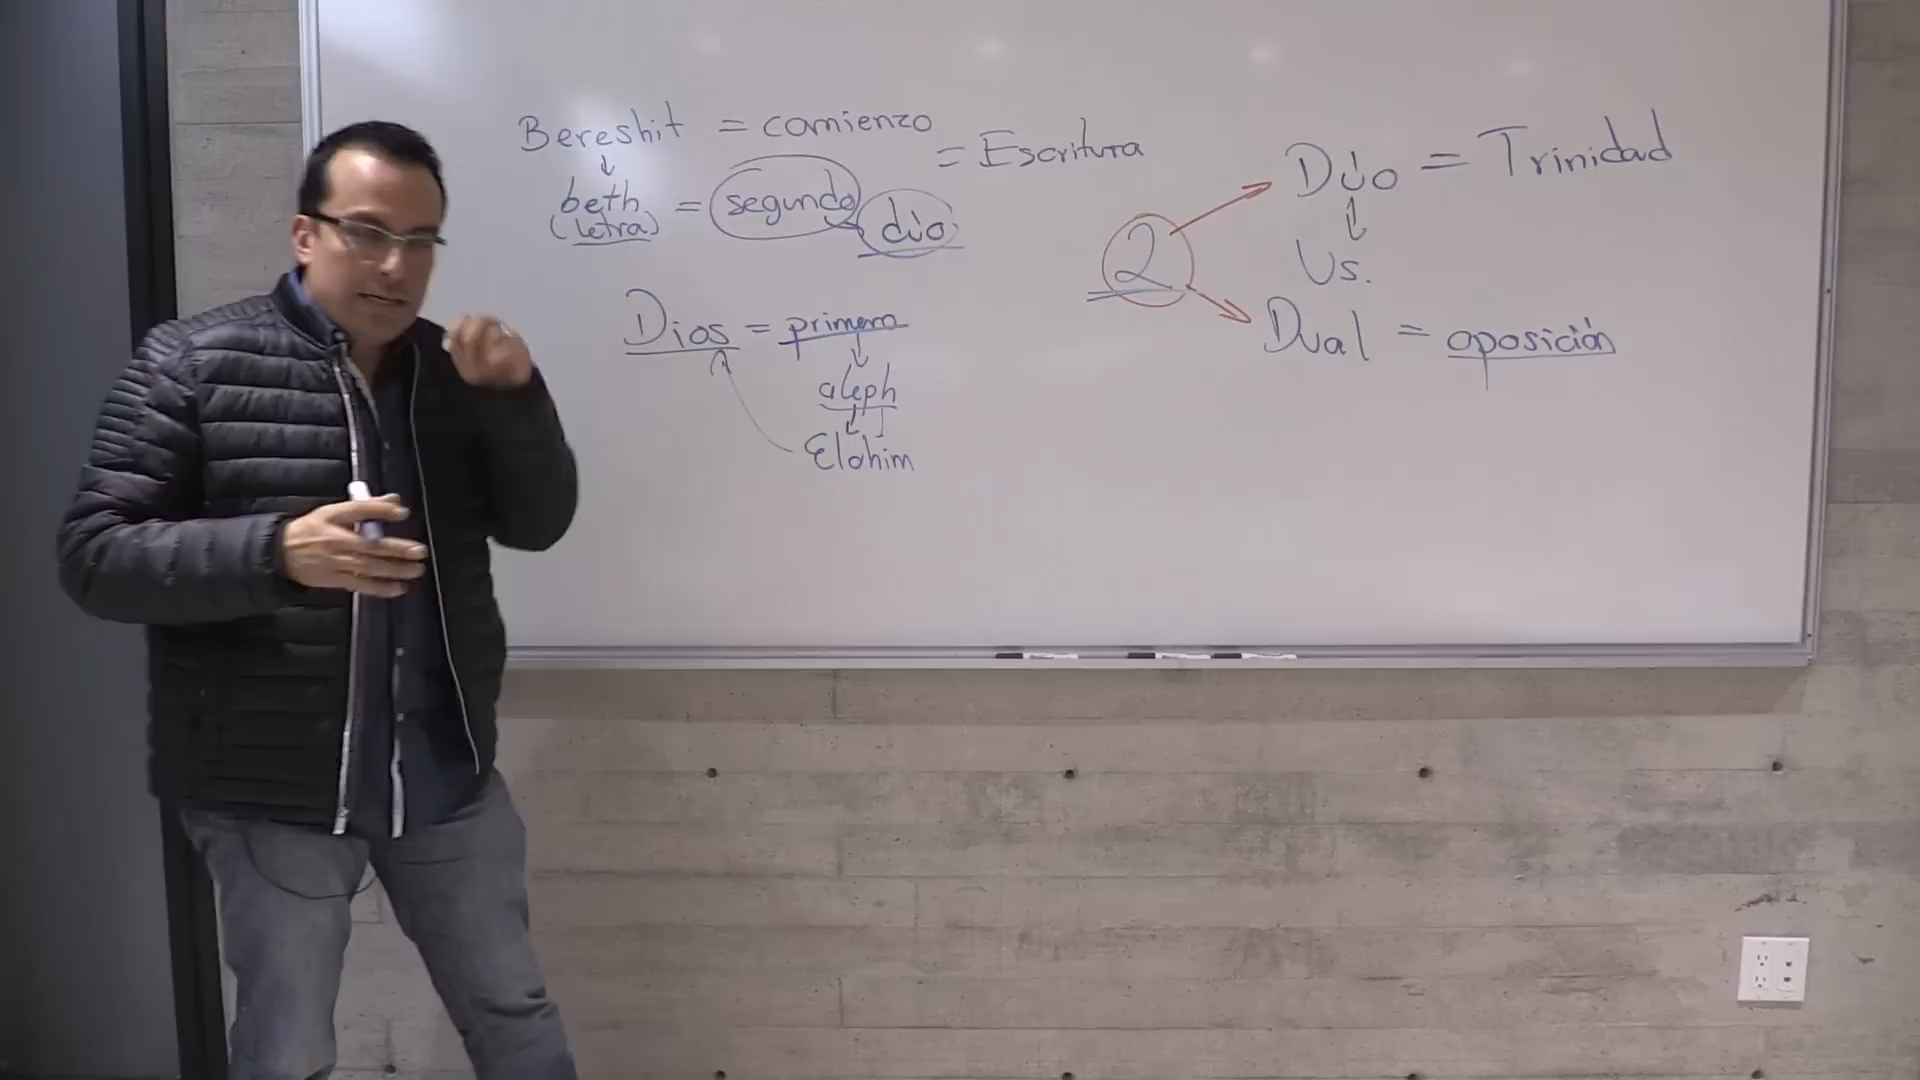 Bereshit = comienzo
= Escritura
beth = segundo
(letra)
dúo
Dios = primero
aleph
Elohim
2
Dúo = Trinidad
Vs.
Dual = oposición